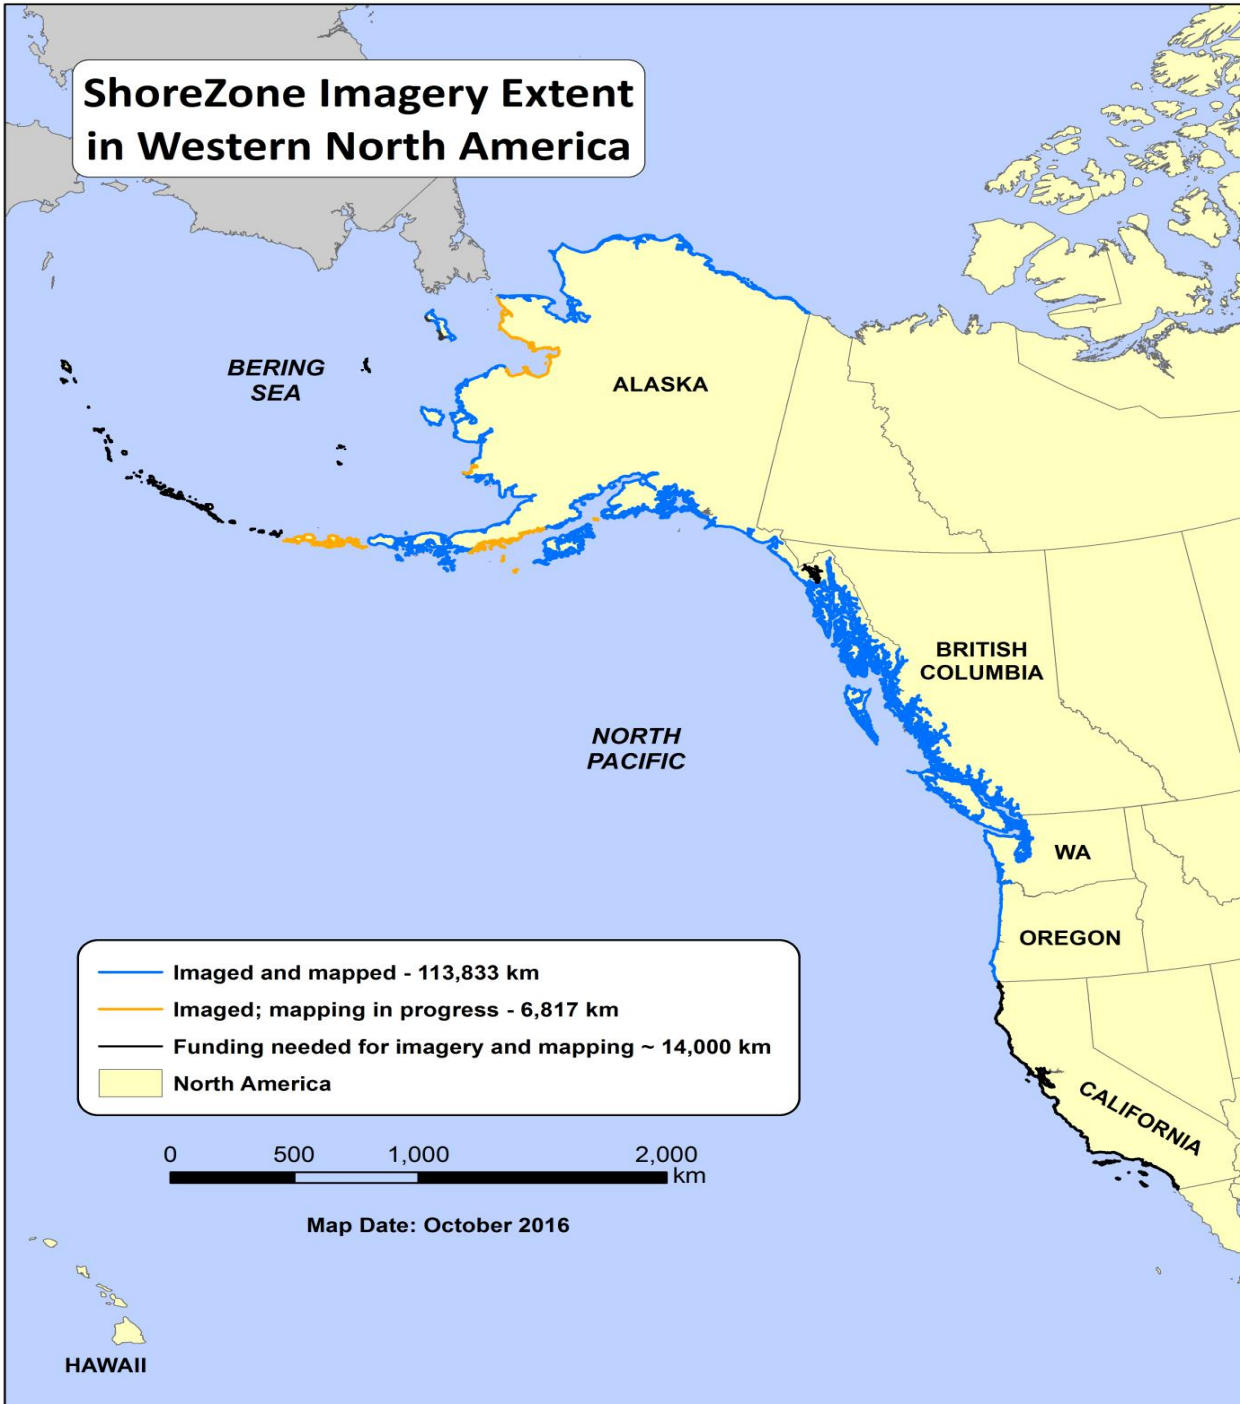 ShoreZone Imagery Extent
in Western North America
BERING
SEA
ALASKA
BRITISH
COLUMBIA
NORTH
PACIFIC
WA
OREGON
CALIFORNIA
Imaged and mapped - 113,833 km
Imaged; mapping in progress - 6,817 km
Funding needed for imagery and mapping ~ 14,000 km
North America
0 500 1,000 2,000
km
Map Date: October 2016
HAWAII